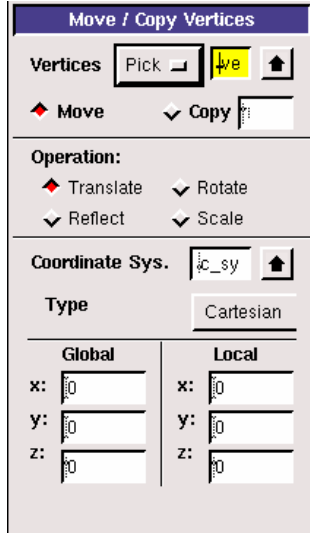 Move / Copy Vertices
Vertices Pick ve
Move Copy
Operation:
Translate Rotate
Reflect Scale
Coordinate Sys. c_sy
Type Cartesian
Global Local
x: 0 x: 0
y: 0 y: 0
z: 0 z: 0